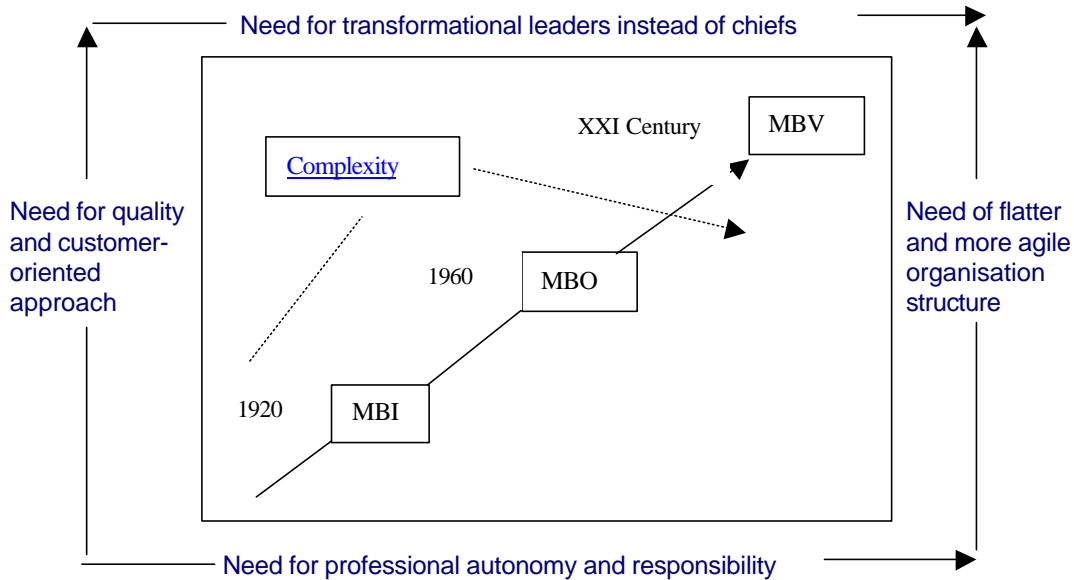 Need for transformational leaders instead of chiefs
XXI Century
MBV
Complexity
Need for quality
and customer-
oriented
approach
Need of flatter
and more agile
organisation
structure
1960
MBO
1920
MBI
Need for professional autonomy and responsibility